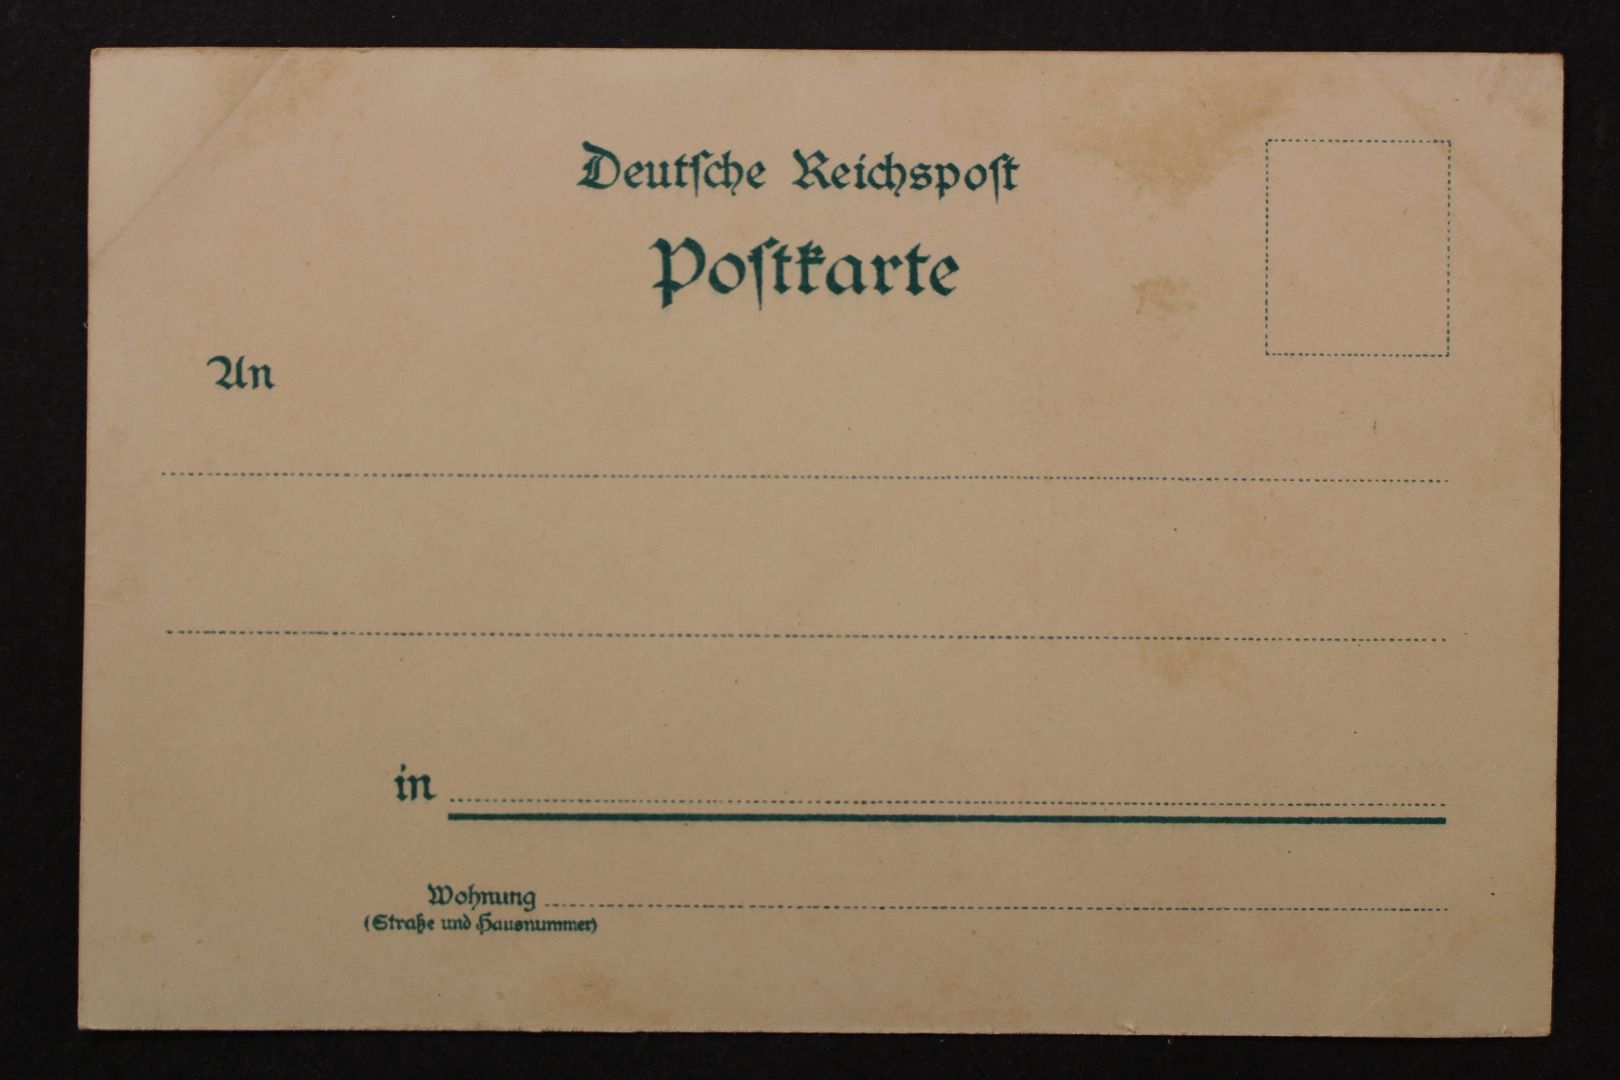 Deutsche Reichspost
Postkarte
An
in
Wohnung
(Straße und Hausnummer)